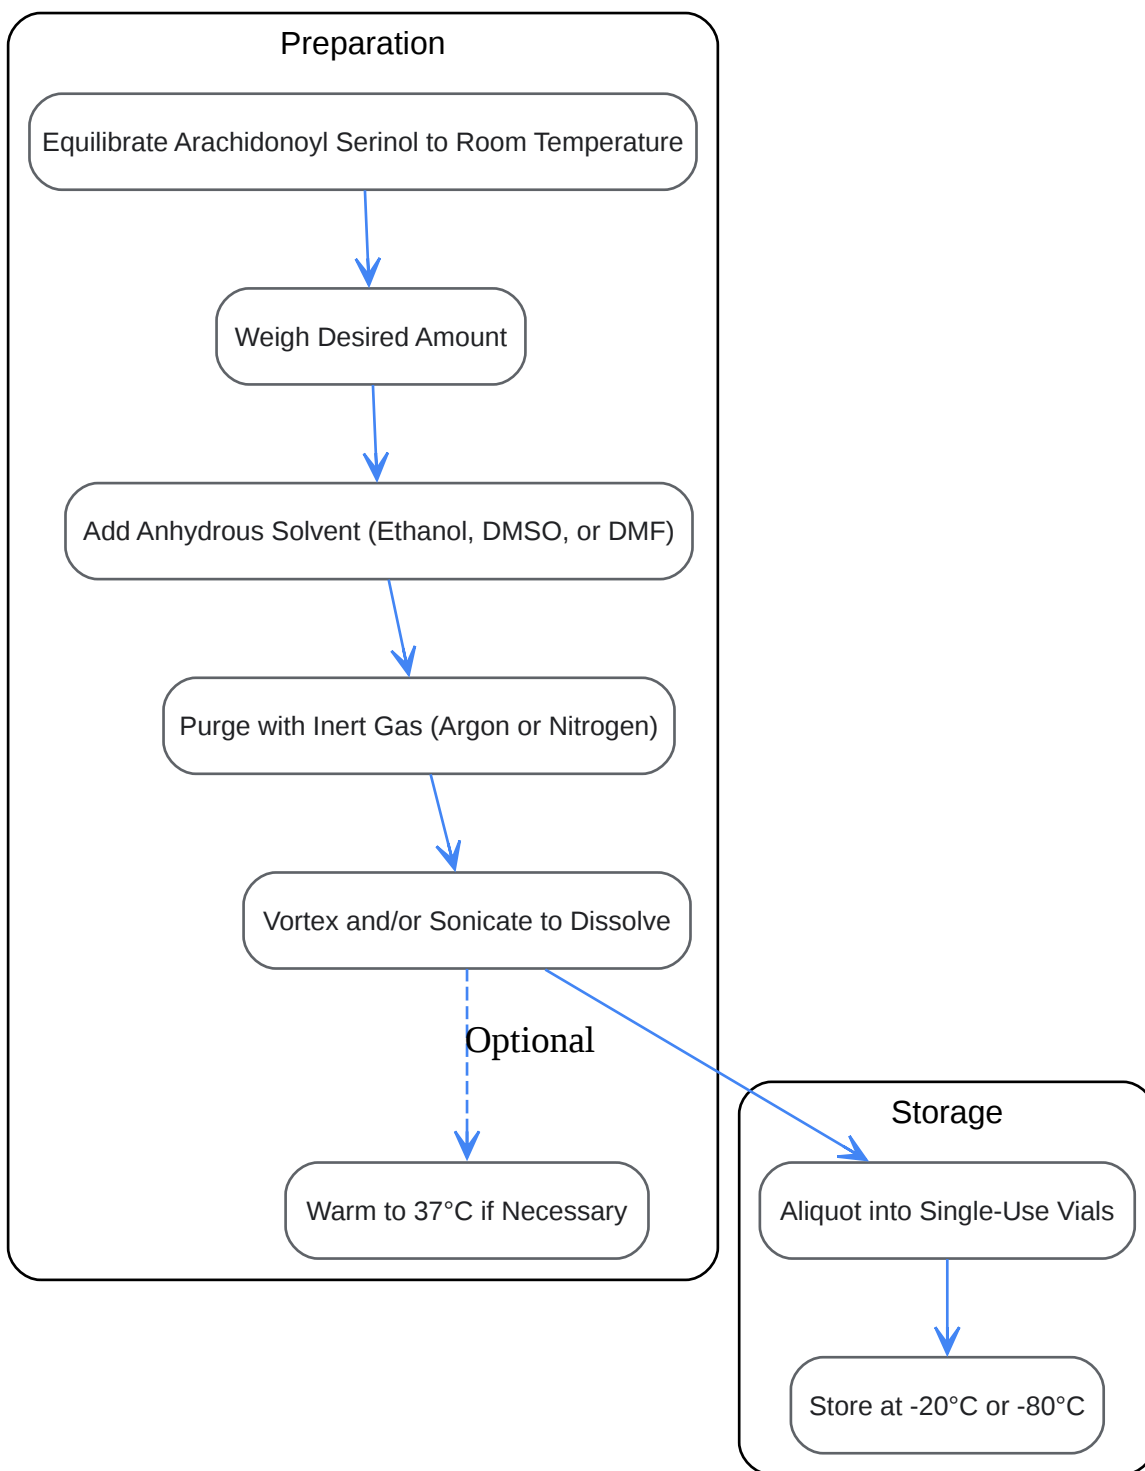 Preparation
Equilibrate Arachidonoyl Serinol to Room Temperature
Weigh Desired Amount
Add Anhydrous Solvent (Ethanol, DMSO, or DMF)
Purge with Inert Gas (Argon or Nitrogen)
Vortex and/or Sonicate to Dissolve
Optional
Warm to 37°C if Necessary
Storage
Aliquot into Single-Use Vials
Store at -20°C or -80°C